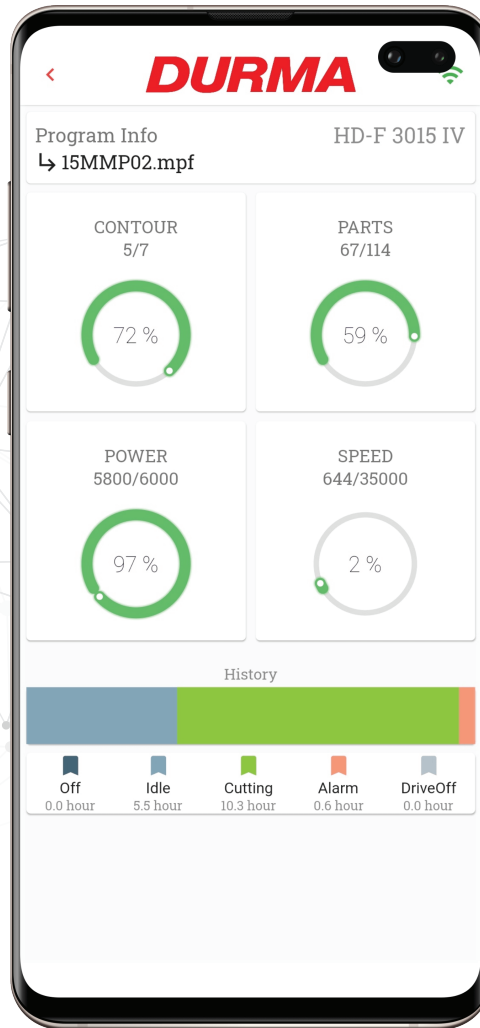 DURMA
Program Info
HD-F 3015 IV
15MMP02.mpf
CONTOUR
5/7
72 %
PARTS
67/114
59 %
POWER
5800/6000
97 %
SPEED
644/35000
2 %
History
Off
0.0 hour
Idle
5.5 hour
Cutting
10.3 hour
Alarm
0.6 hour
DriveOff
0.0 hour